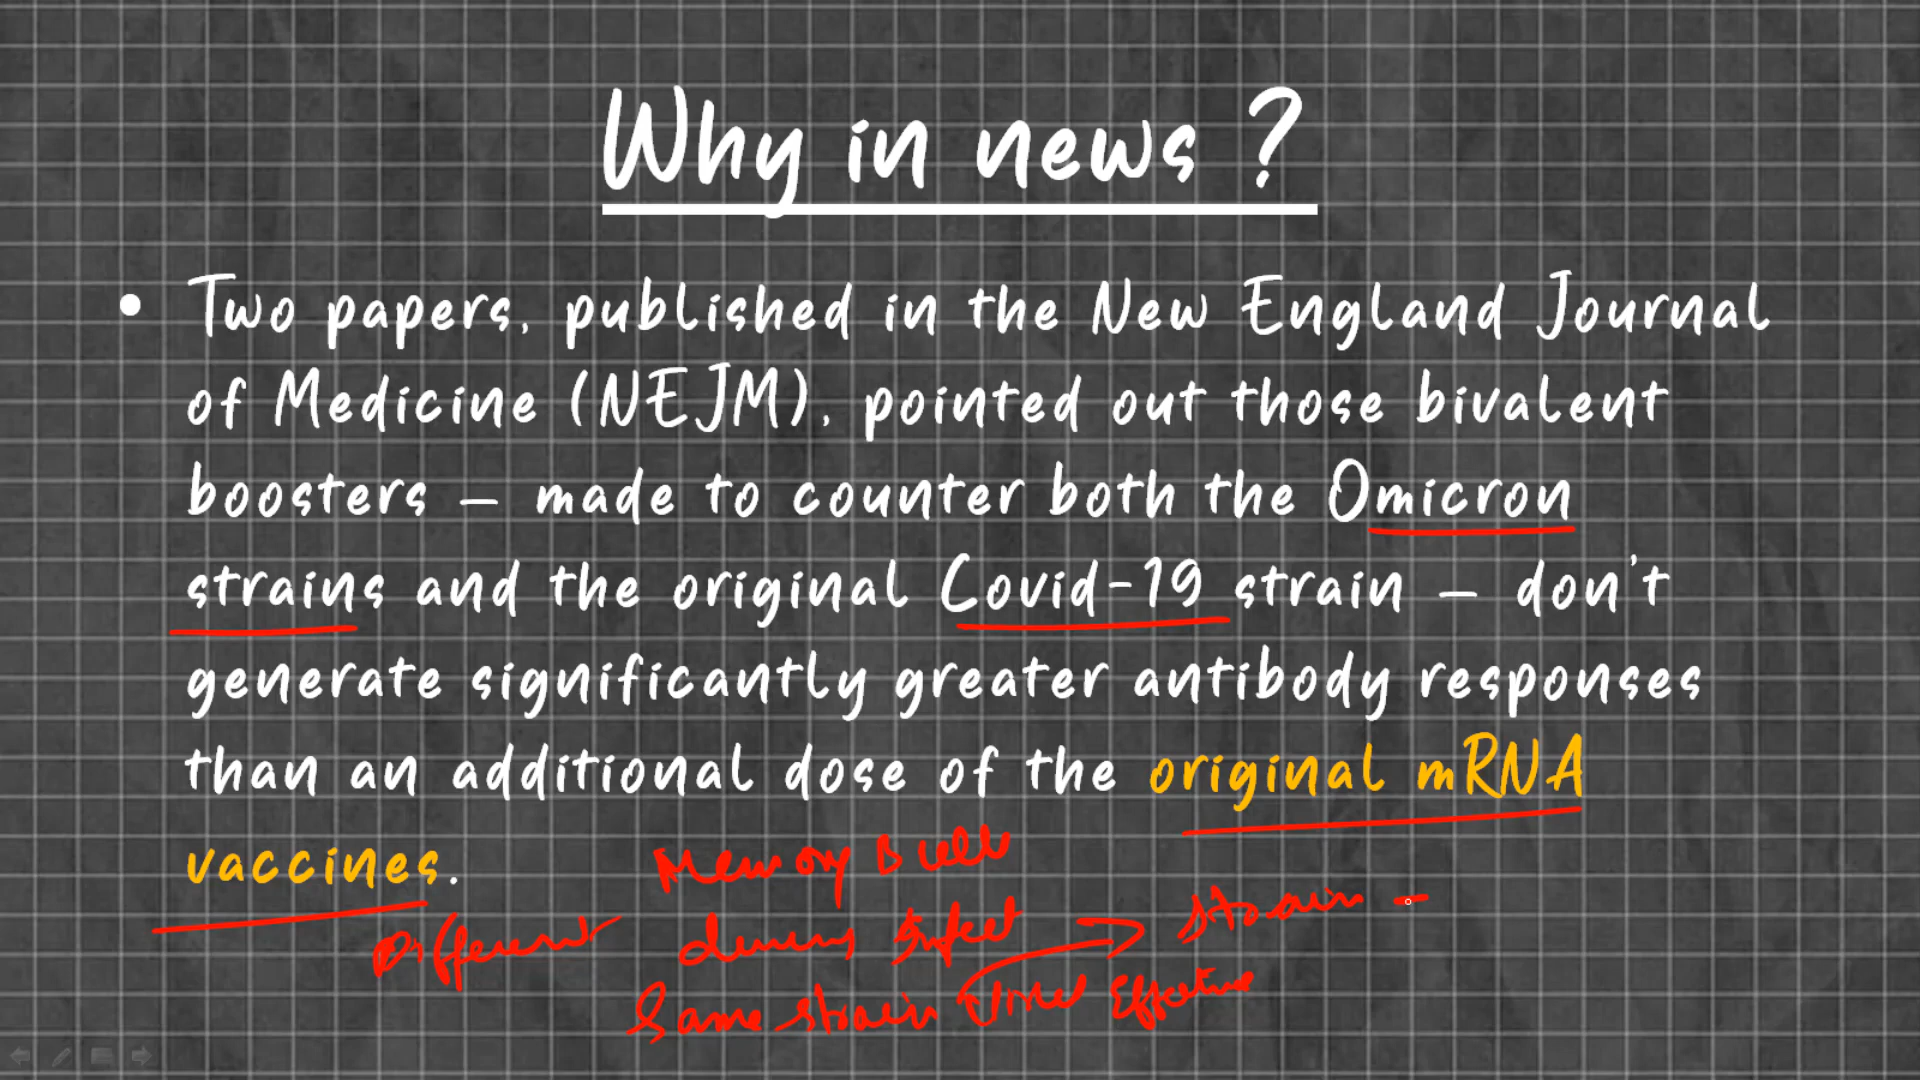 Why in news ?
• Two papers, published in the New England Journal
of Medicine (NEJM), pointed out those bivalent
boosters – made to counter both the Omicron
strains and the original Covid-19 strain – don't
generate significantly greater antibody responses
than an additional dose of the original mRNA
vaccines.
Memory B cells
Different during Infect → strain -
Same strain Effective